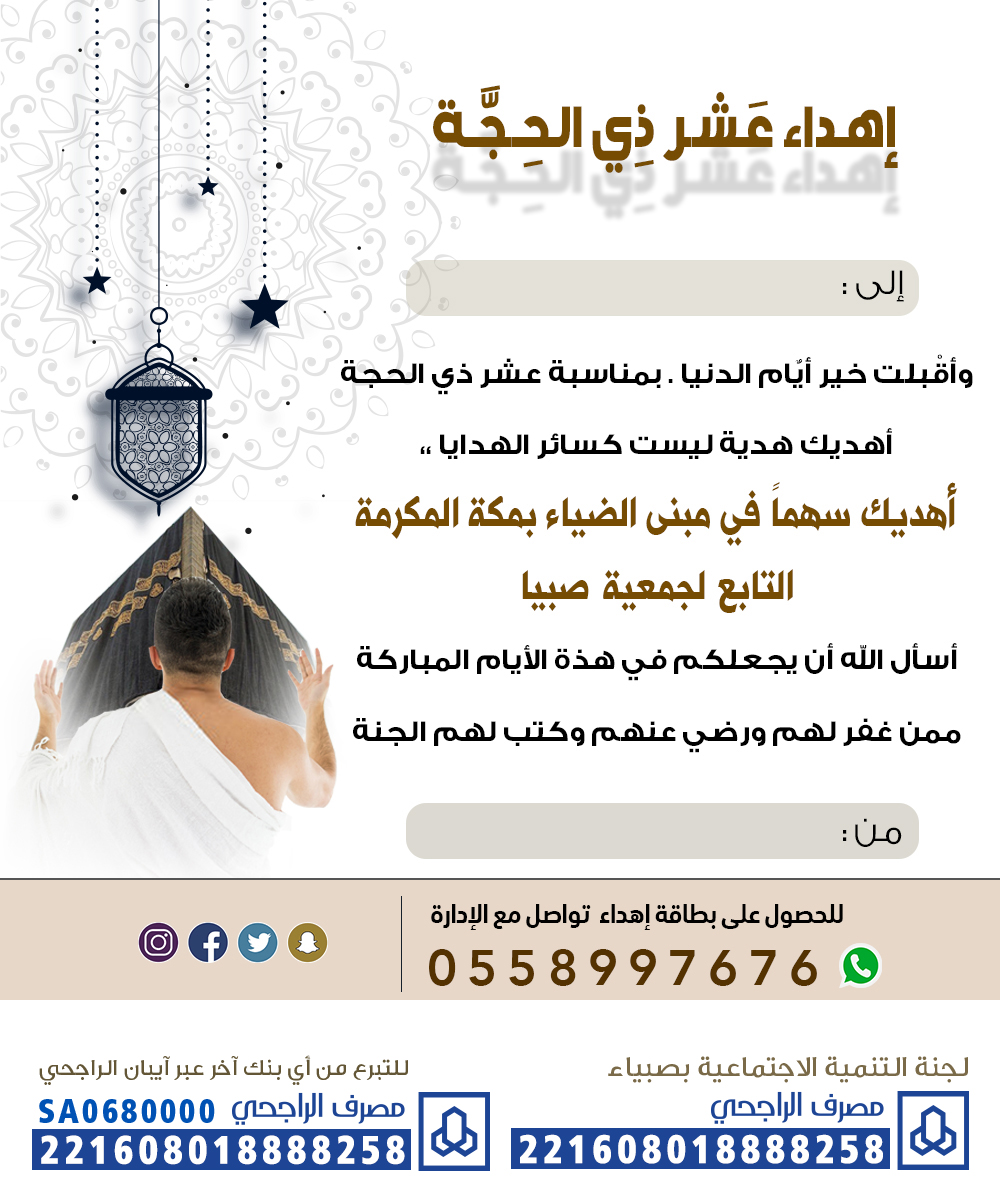 إهداء عَشر ذِي الحِجَّة
إلى :
وأقْبلت خير أيّام الدنيا . بمناسبة عشر ذي الحجة
أهديك هدية ليست كسائر الهدايا ،،
أهديك سهماً في مبنى الضياء بمكة المكرمة
التابع لجمعية صبيا
أسأل الله أن يجعلكم في هذة الأيام المباركة
ممن غفر لهم ورضي عنهم وكتب لهم الجنة
من :
للحصول على بطاقة إهداء تواصل مع الإدارة
0558997676
لجنة التنمية الاجتماعية بصبياء
مصرف الراجحي
221608018888258
للتبرع من أي بنك آخر عبر آيبان الراجحي
مصرف الراجحي SA0680000
221608018888258